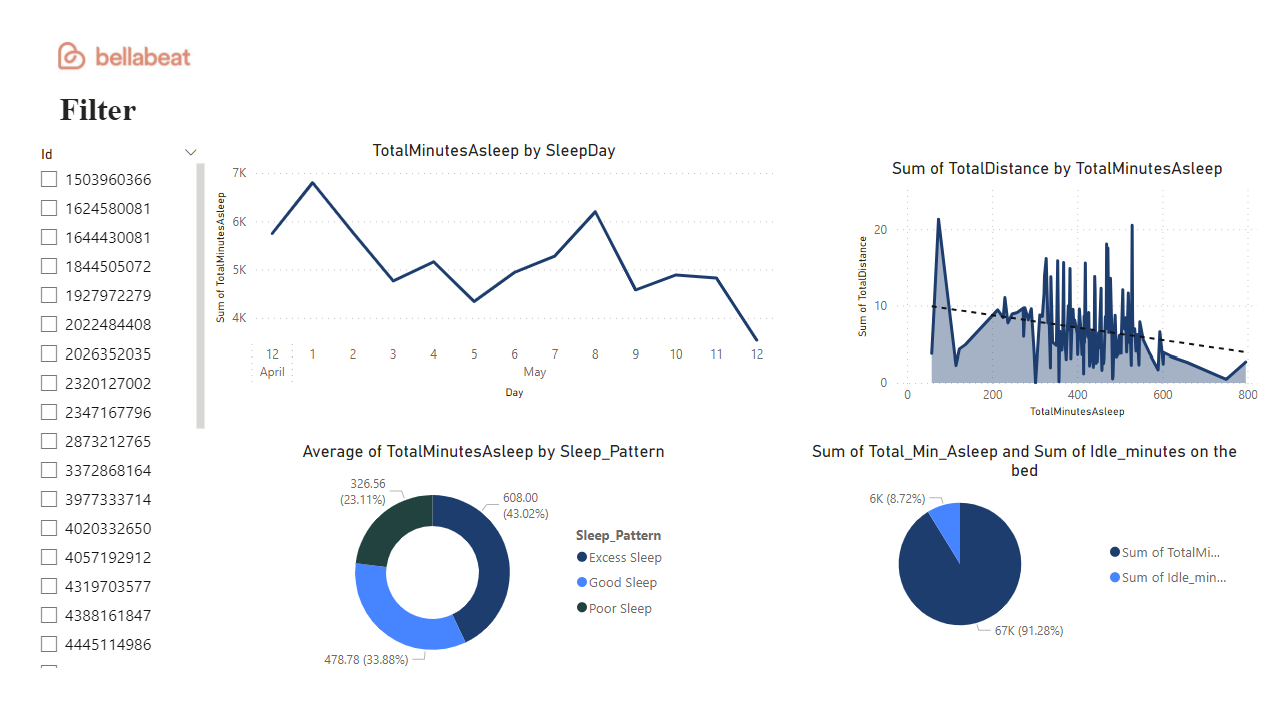 bellabeat
Filter
Id
1503960366
1624580081
1644430081
1844505072
1927972279
2022484408
2026352035
2320127002
2347167796
2873212765
3372868164
3977333714
4020332650
4057192912
4319703577
4388161847
4445114986
TotalMinutesAsleep by SleepDay
Sum of TotalMinutesAsleep
7K
6K
5K
4K
12 1 2 3 4 5 6 7 8 9 10 11 12
April May
Day
Sum of TotalDistance by TotalMinutesAsleep
Sum of TotalDistance
20
10
0
0 200 400 600 800
TotalMinutesAsleep
Average of TotalMinutesAsleep by Sleep_Pattern
326.56
(23.11%)
608.00
(43.02%)
478.78 (33.88%)
Sleep_Pattern
Excess Sleep
Good Sleep
Poor Sleep
Sum of Total_Min_Asleep and Sum of Idle_minutes on the
bed
6K (8.72%)
67K (91.28%)
Sum of TotalMi...
Sum of Idle_min...